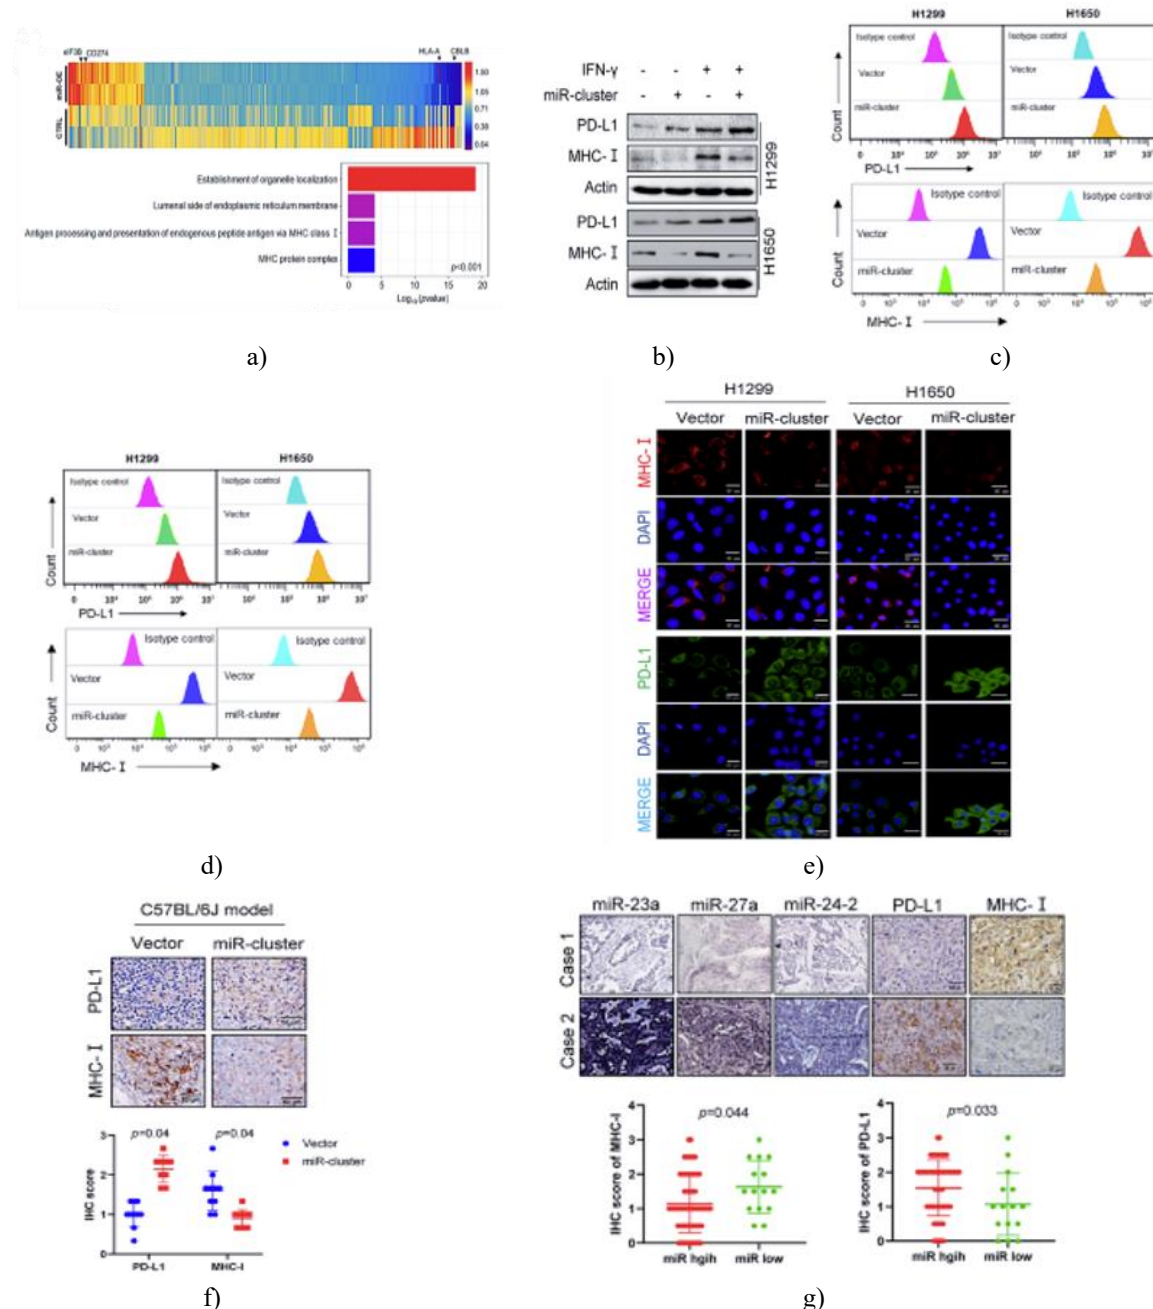 eIF3B CD274 HLA-A CBLB
miR-OE
CTRL
1.50
1.05
0.71
0.38
0.04
Establishment of organelle localization
Lumenal side of endoplasmic reticulum membrane
Antigen processing and presentation of endogenous peptide antigen via MHC class I
MHC protein complex
p<0.001
0 5 10 15 20
Log₁₀ (pvalue)
a)
IFN-γ - - + +
miR-cluster - + - +
PD-L1
MHC-I
Actin
H1299
PD-L1
MHC-I
Actin
H1650
b)
H1299 H1650
Isotype control Isotype control
Vector Vector
miR-cluster miR-cluster
Count
PD-L1
Isotype control Isotype control
Vector Vector
miR-cluster miR-cluster
Count
MHC-I
c)
H1299 H1650
Isotype control Isotype control
Vector Vector
miR-cluster miR-cluster
Count
PD-L1
Isotype control Isotype control
Vector Vector
miR-cluster miR-cluster
Count
MHC-I
d)
H1299 H1650
Vector miR-cluster Vector miR-cluster
MHC-I
DAPI
MERGE
PD-L1
DAPI
MERGE
e)
C57BL/6J model
Vector miR-cluster
PD-L1
MHC-I
p=0.04 p=0.04
Vector
miR-cluster
IHC score
3
2
1
0
PD-L1 MHC-I
f)
miR-23a miR-27a miR-24-2 PD-L1 MHC-I
Case 1
Case 2
p=0.044
IHC score of MHC-I
4
3
2
1
0
miR hgih miR low
p=0.033
IHC score of PD-L1
4
3
2
1
0
miR hgih miR low
g)